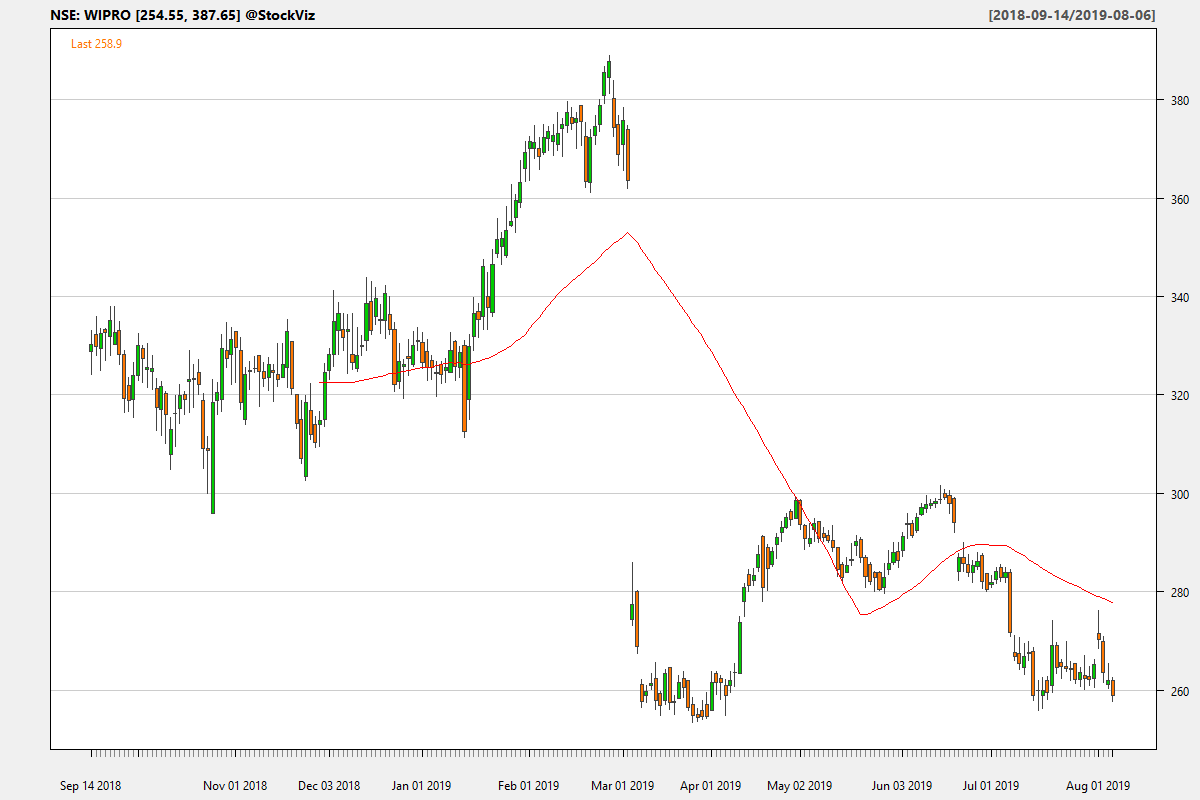 NSE: WIPRO [254.55, 387.65] @StockViz
[2018-09-14/2019-08-06]
Last 258.9
380
360
340
320
300
280
260
Sep 14 2018
Nov 01 2018
Dec 03 2018
Jan 01 2019
Feb 01 2019
Mar 01 2019
Apr 01 2019
May 02 2019
Jun 03 2019
Jul 01 2019
Aug 01 2019